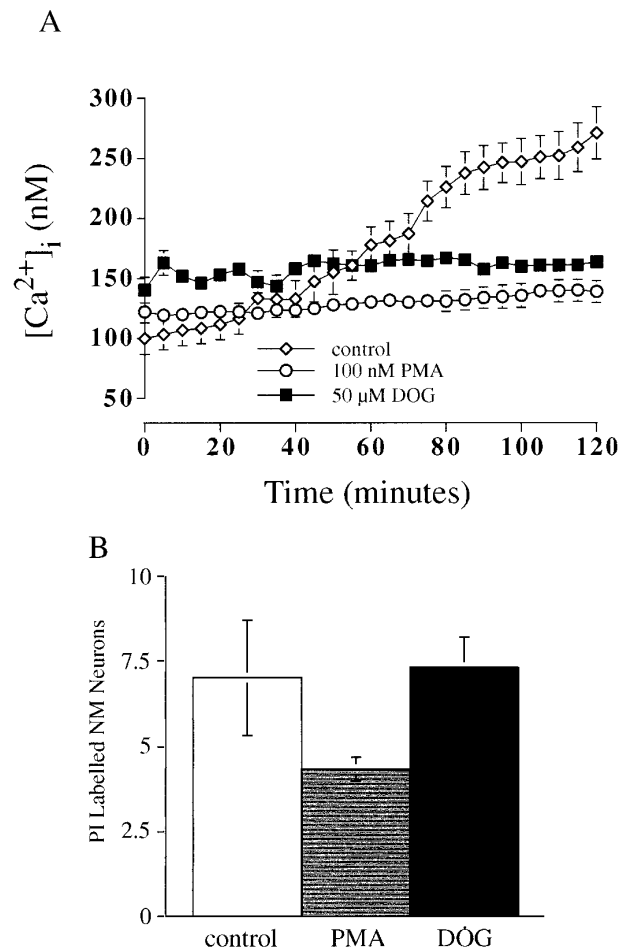 A
[Ca2+]i (nM)
300
250
200
150
100
50
control
100 nM PMA
50 µM DOG
0 20 40 60 80 100 120
Time (minutes)
B
PI Labelled NM Neurons
10
7.5
5
2.5
0
control PMA DOG